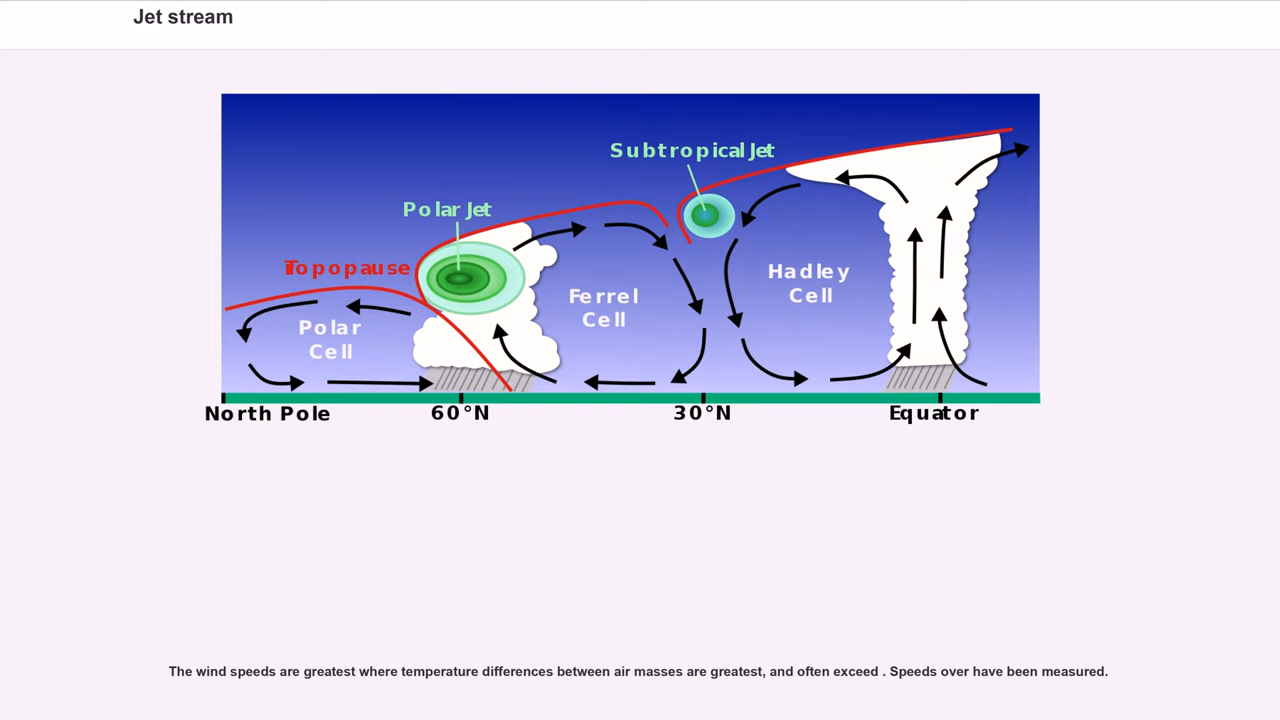 Jet stream
Subtropical Jet
Polar Jet
Tropopause
Hadley
Cell
Ferrel
Cell
Polar
Cell
North Pole
60°N
30°N
Equator
The wind speeds are greatest where temperature differences between air masses are greatest, and often exceed . Speeds over have been measured.